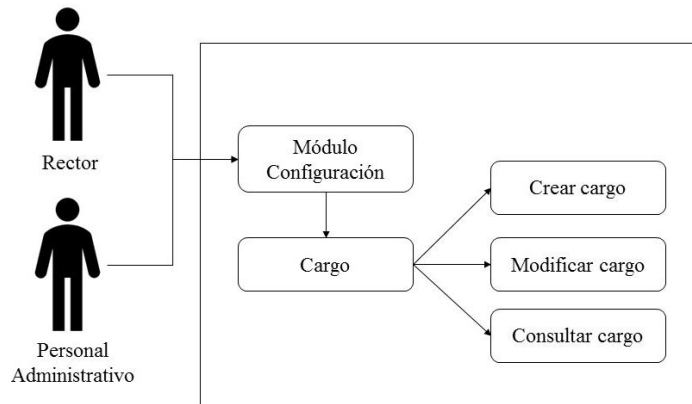 Rector
Personal
Administrativo
Módulo
Configuración
Cargo
Crear cargo
Modificar cargo
Consultar cargo